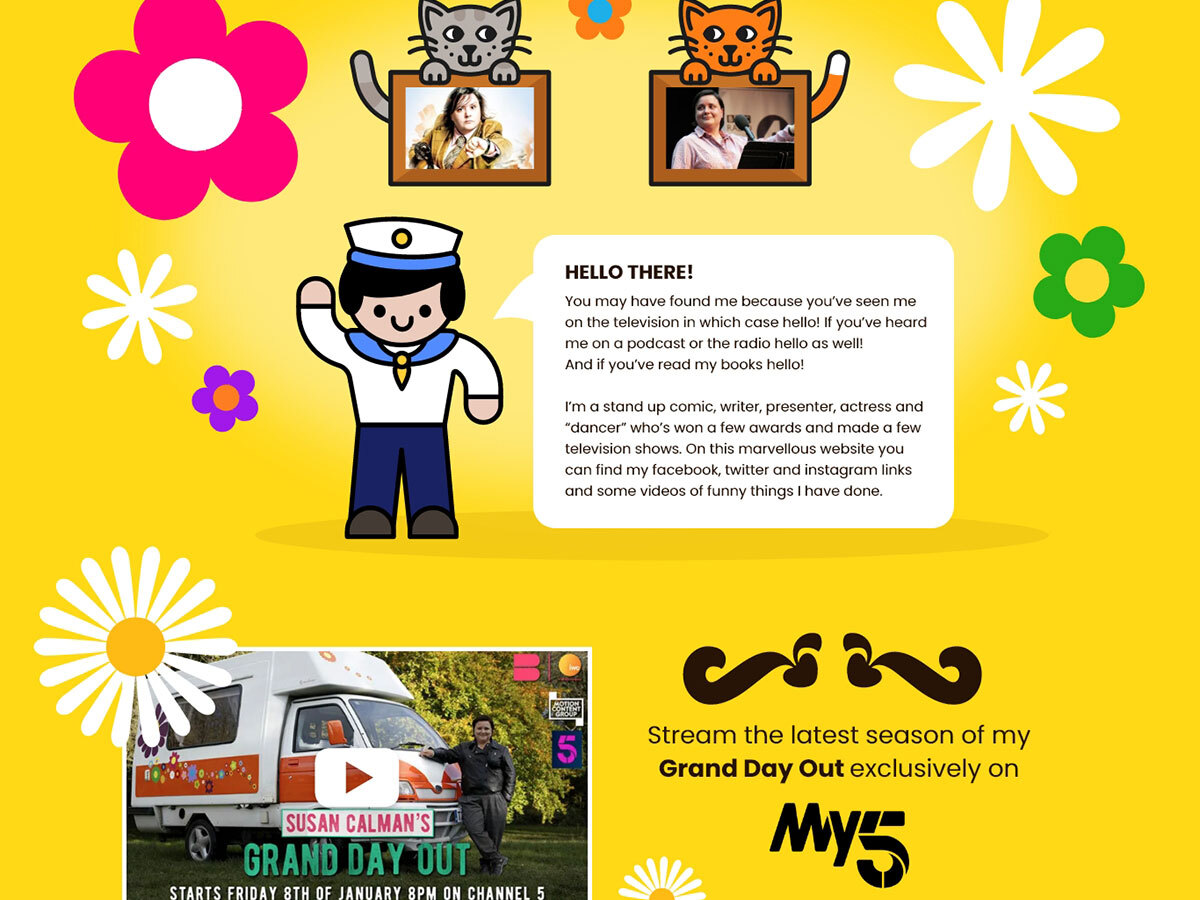 HELLO THERE!
You may have found me because you’ve seen me
on the television in which case hello! If you’ve heard
me on a podcast or the radio hello as well!
And if you’ve read my books hello!
I’m a stand up comic, writer, presenter, actress and
“dancer” who’s won a few awards and made a few
television shows. On this marvellous website you
can find my facebook, twitter and instagram links
and some videos of funny things I have done.
MOTION
CONTENT
GROUP
5
SUSAN CALMAN'S
GRAND DAY OUT
STARTS FRIDAY 8TH OF JANUARY 8PM ON CHANNEL 5
Stream the latest season of my
Grand Day Out exclusively on
My5